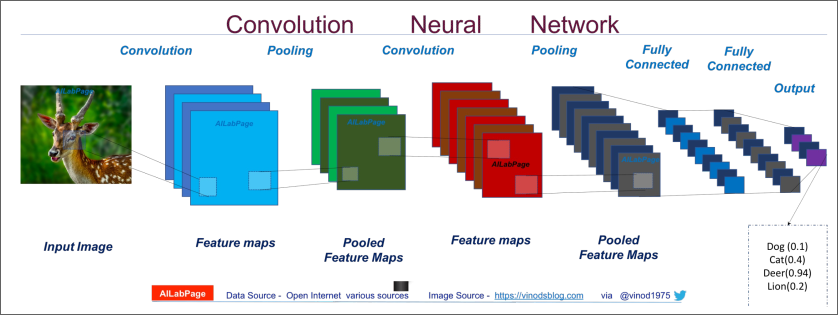 Convolution Neural Network
Convolution Pooling Convolution Pooling Fully Connected Fully Connected Output
AILabPage
AILabPage
AILabPage
AILabPage
AILabPage
Input Image
Feature maps
Pooled
Feature Maps
Feature maps
Pooled
Feature Maps
Dog (0.1)
Cat(0.4)
Deer(0.94)
Lion(0.2)
AILabPage Data Source - Open Internet various sources Image Source - https://vinodsblog.com via @vinod1975